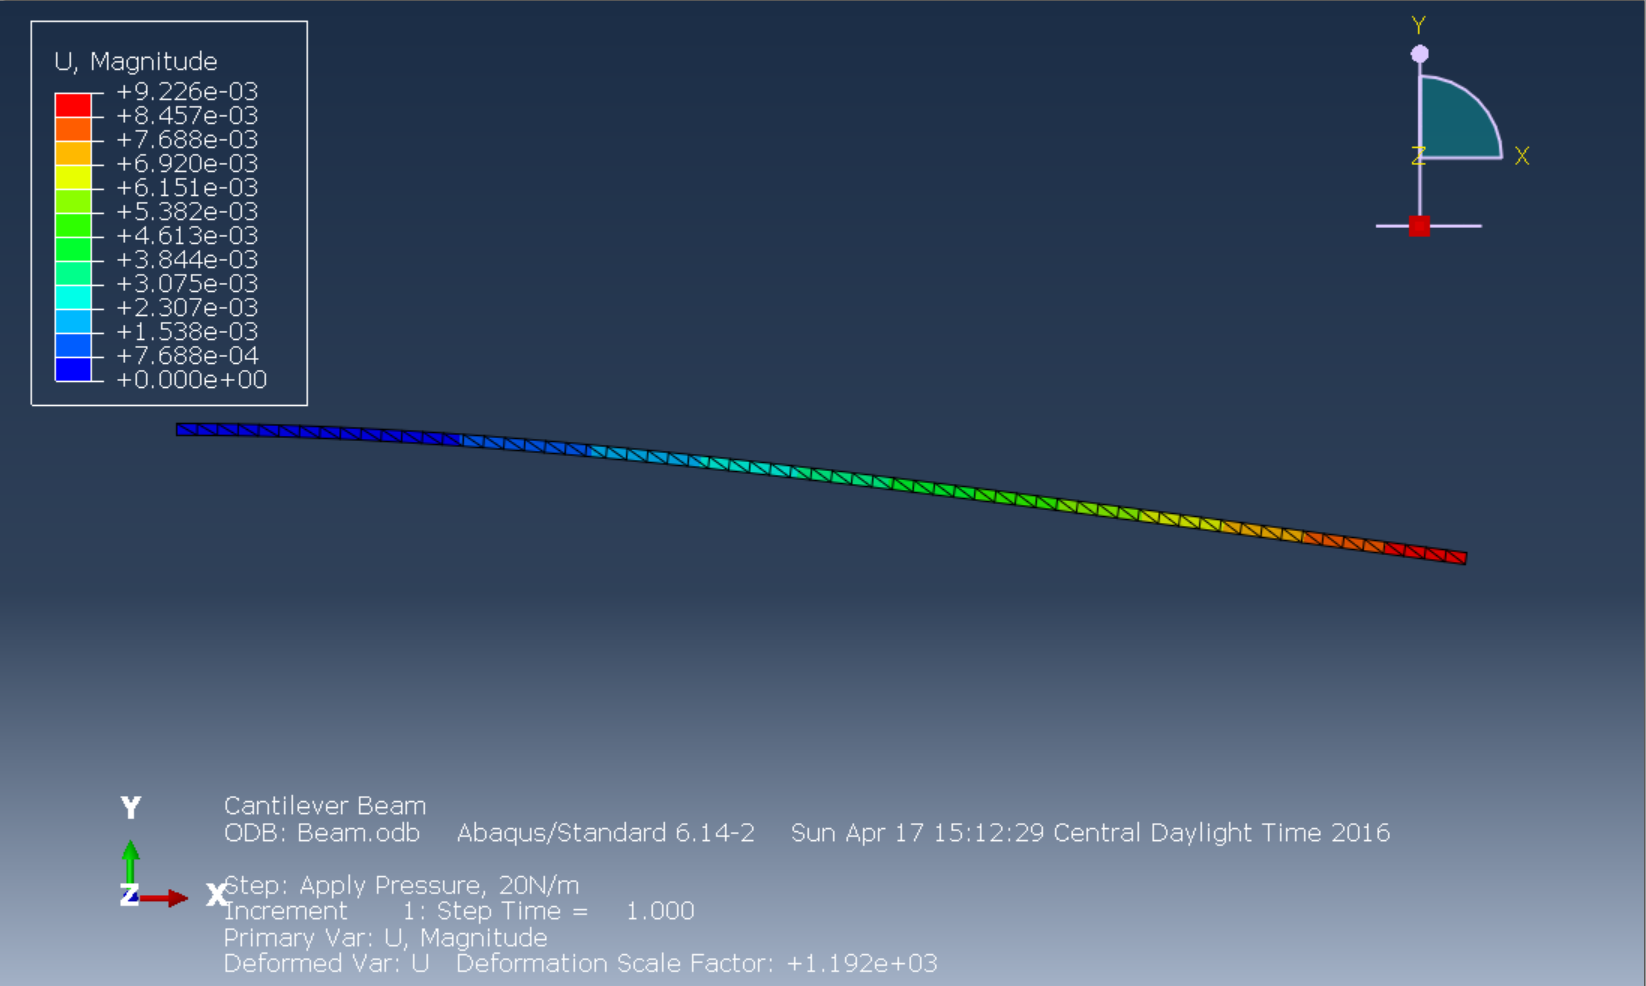 U, Magnitude
+9.226e-03
+8.457e-03
+7.688e-03
+6.920e-03
+6.151e-03
+5.382e-03
+4.613e-03
+3.844e-03
+3.075e-03
+2.307e-03
+1.538e-03
+7.688e-04
+0.000e+00
Y
Z X
Y
Z X
Cantilever Beam
ODB: Beam.odb Abaqus/Standard 6.14-2 Sun Apr 17 15:12:29 Central Daylight Time 2016
Step: Apply Pressure, 20N/m
Increment 1: Step Time = 1.000
Primary Var: U, Magnitude
Deformed Var: U Deformation Scale Factor: +1.192e+03